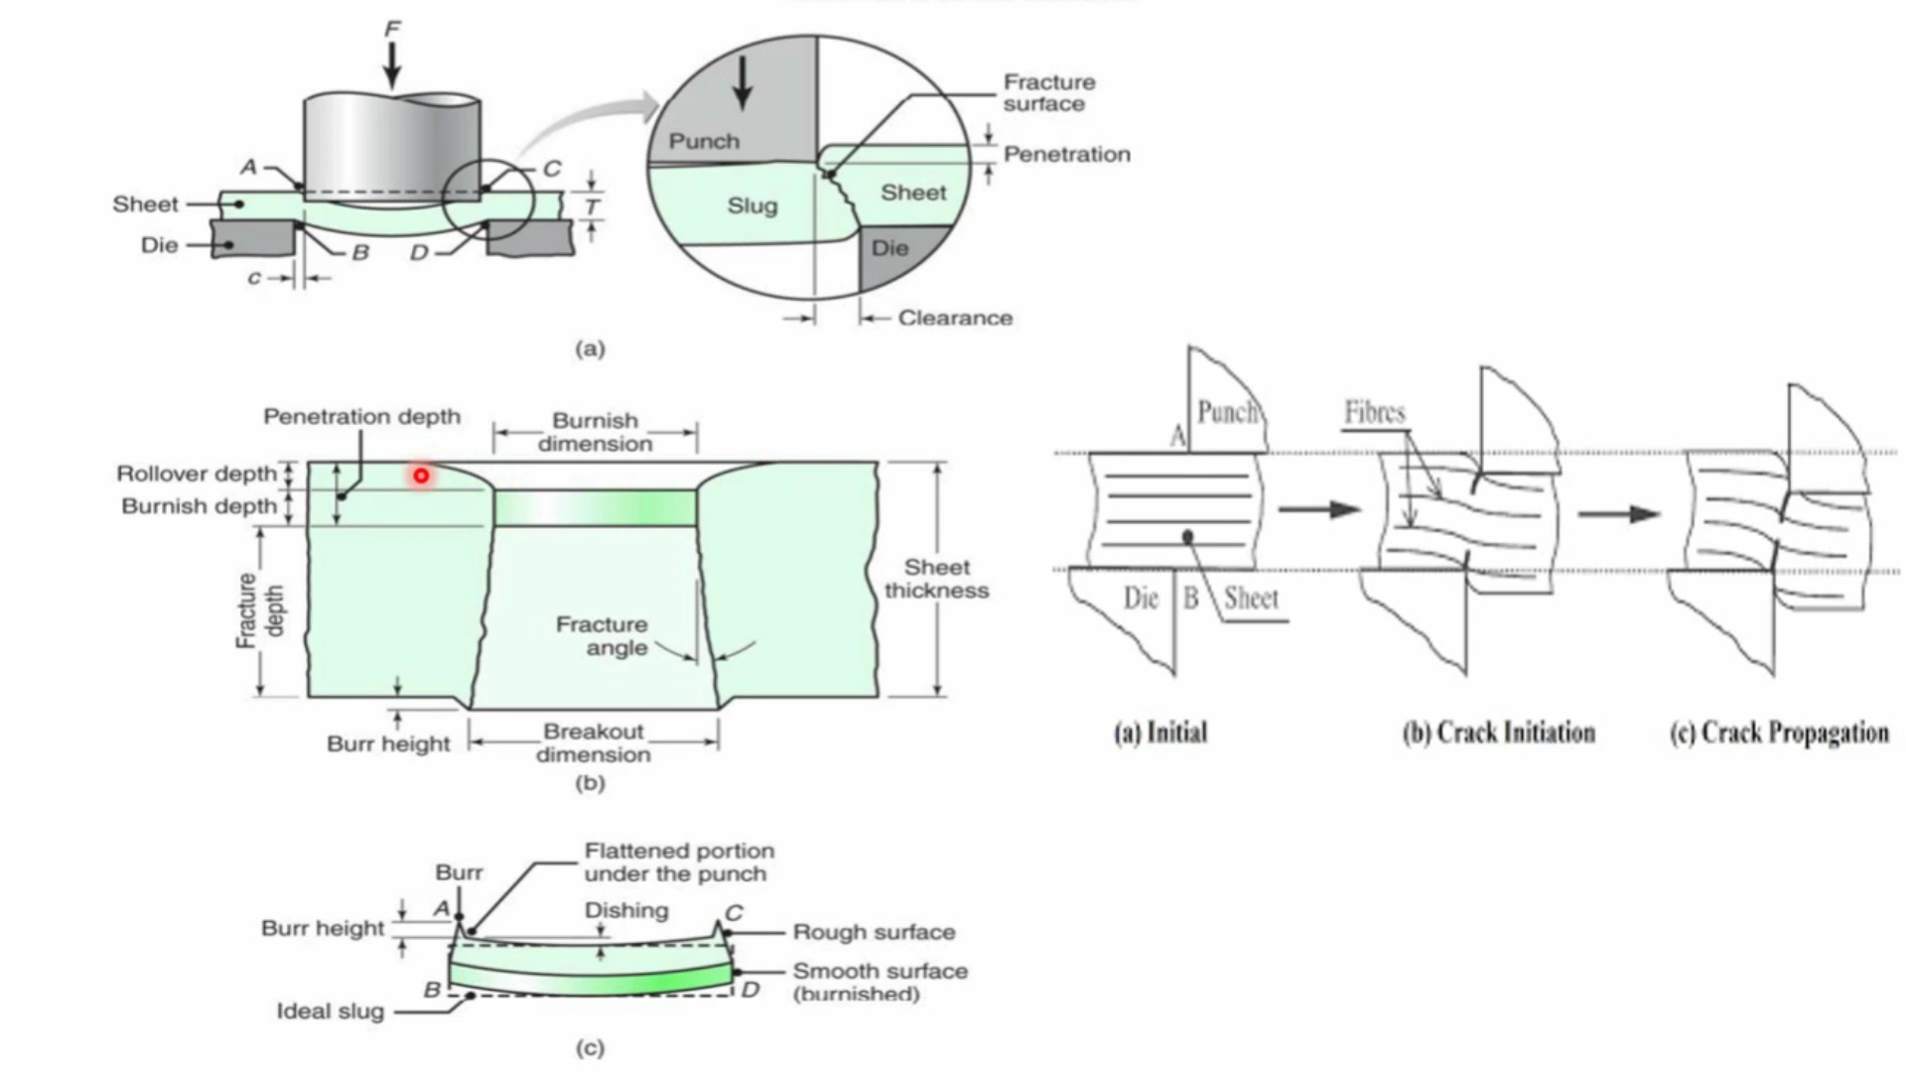 F
A
C
Sheet
T
Die
B
D
c
Punch
Slug
Sheet
Die
Fracture
surface
Penetration
Clearance
(a)
Penetration depth
Burnish
dimension
Rollover depth
Burnish depth
Fracture
depth
Fracture
angle
Sheet
thickness
Burr height
Breakout
dimension
(b)
Burr
Flattened portion
under the punch
A
Dishing
C
Burr height
Rough surface
Smooth surface
(burnished)
B
D
Ideal slug
(c)
Punch
A
Die
B
Sheet
Fibres
(a) Initial
(b) Crack Initiation
(c) Crack Propagation